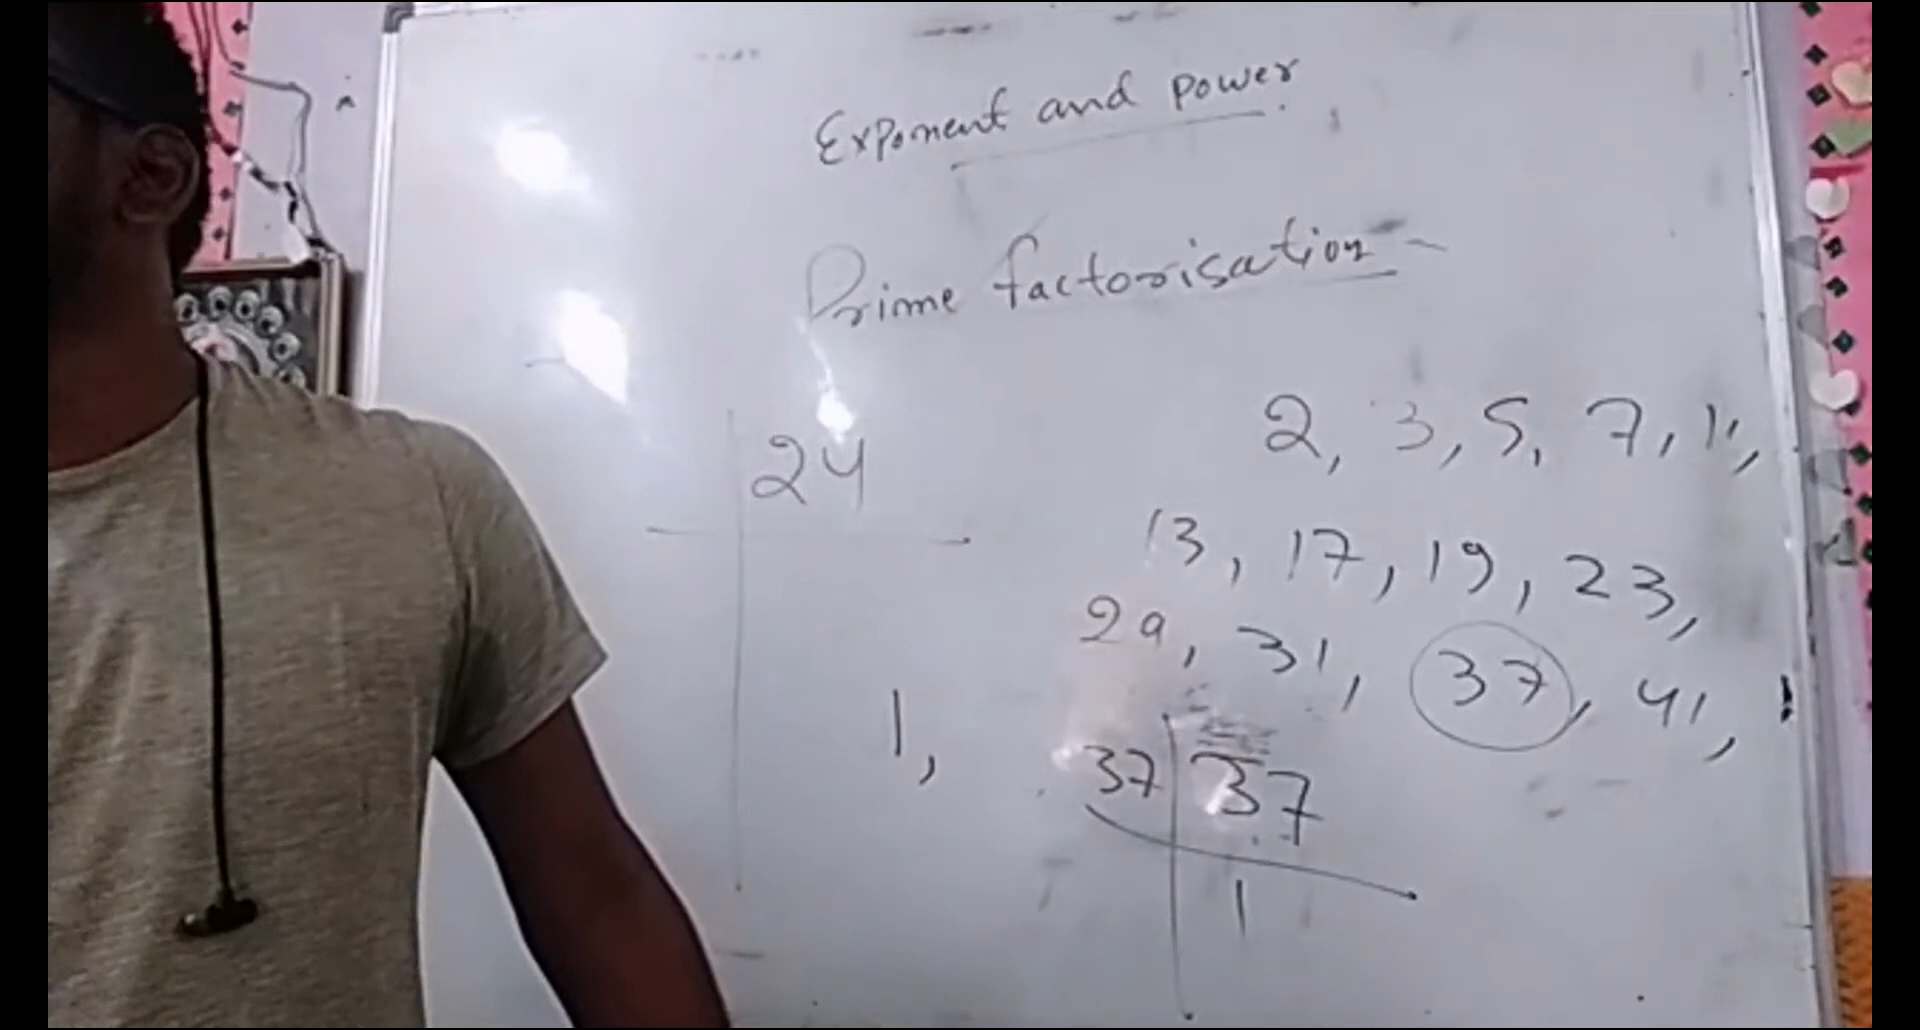 Exponent and power
Prime factorisation
24
2, 3, 5, 7, 11,
13, 17, 19, 23,
29, 31, 37, 41,
1,
37 37
1